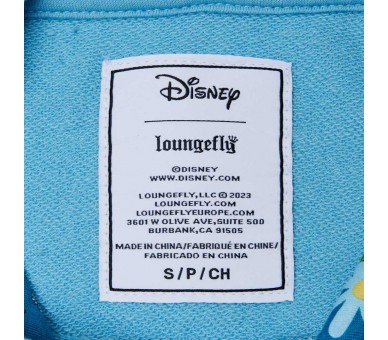 Disney
loungefly
©DISNEY
WWW.DISNEY.COM
LOUNGEFLY,LLC © 2023
LOUNGEFLY.COM
LOUNGEFLYEUROPE.COM
3601 W OLIVE AVE,SUITE 500
BURBANK, CA 91505
MADE IN CHINA/FABRIQUÉ EN CHINE/
FABRICADO EN CHINA
S/P/CH